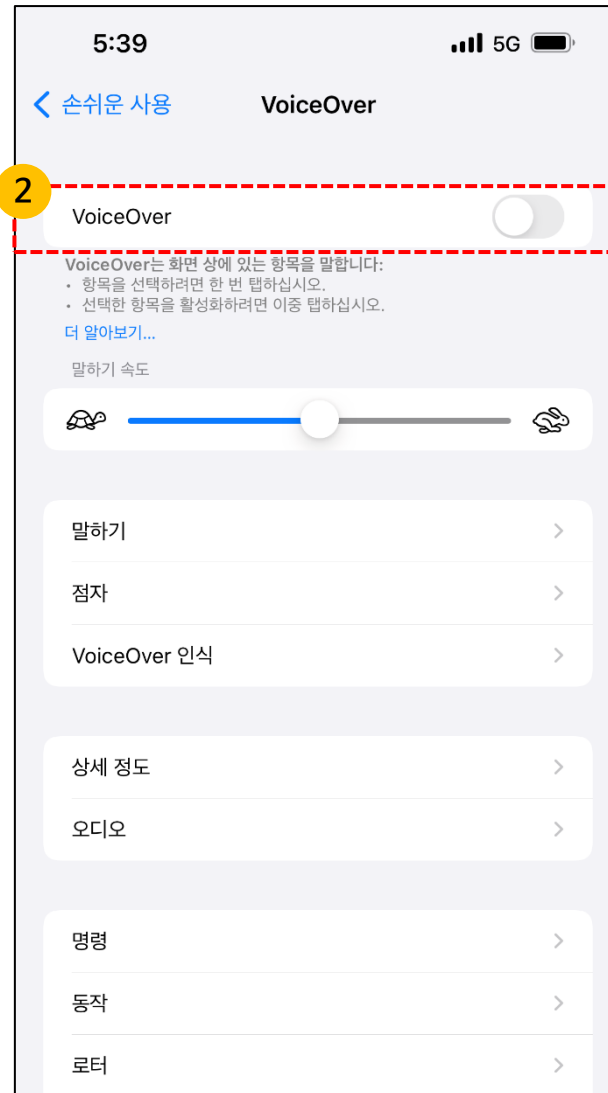 5:39 5G
손쉬운 사용 VoiceOver
2
VoiceOver
VoiceOver는 화면 상에 있는 항목을 말합니다:
• 항목을 선택하려면 한 번 탭하십시오.
• 선택한 항목을 활성화하려면 이중 탭하십시오.
더 알아보기...
말하기 속도
말하기
점자
VoiceOver 인식
상세 정도
오디오
명령
동작
로터